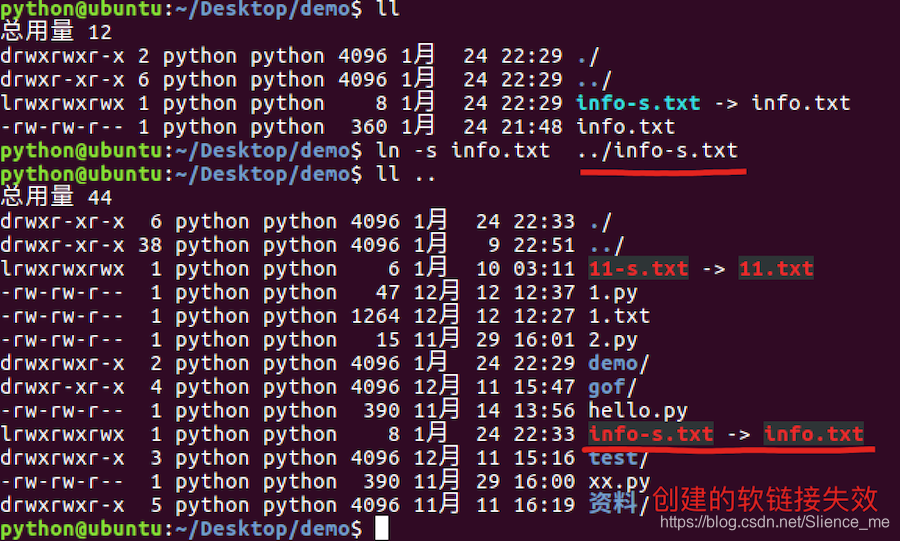 python@ubuntu:~/Desktop/demo$ ll
总用量 12
drwxrwxr-x 2 python python 4096 1月  24 22:29 ./
drwxr-xr-x 6 python python 4096 1月  24 22:29 ../
lrwxrwxrwx 1 python python    8 1月  24 22:29 info-s.txt -> info.txt
-rw-rw-r-- 1 python python  360 1月  24 21:48 info.txt
python@ubuntu:~/Desktop/demo$ ln -s info.txt  ../info-s.txt
python@ubuntu:~/Desktop/demo$ ll ..
总用量 44
drwxr-xr-x  6 python python 4096 1月  24 22:33 ./
drwxr-xr-x 38 python python 4096 1月   9 22:51 ../
lrwxrwxrwx  1 python python    6 1月  10 03:11 11-s.txt -> 11.txt
-rw-rw-r--  1 python python   47 12月 12 12:37 1.py
-rw-rw-r--  1 python python 1264 12月 12 12:27 1.txt
-rw-rw-r--  1 python python   15 11月 29 16:01 2.py
drwxrwxr-x  2 python python 4096 1月  24 22:29 demo/
drwxrwxr-x  4 python python 4096 12月 11 15:47 gof/
-rw-rw-r--  1 python python  390 11月 14 13:56 hello.py
lrwxrwxrwx  1 python python    8 1月  24 22:33 info-s.txt -> info.txt
drwxrwxr-x  3 python python 4096 12月 11 15:16 test/
-rw-rw-r--  1 python python  390 11月 29 16:00 xx.py
drwxrwxr-x  5 python python 4096 11月 11 16:19 资料/
创建的软链接失效
python@ubuntu:~/Desktop/demo$
https://blog.csdn.net/Slience_me